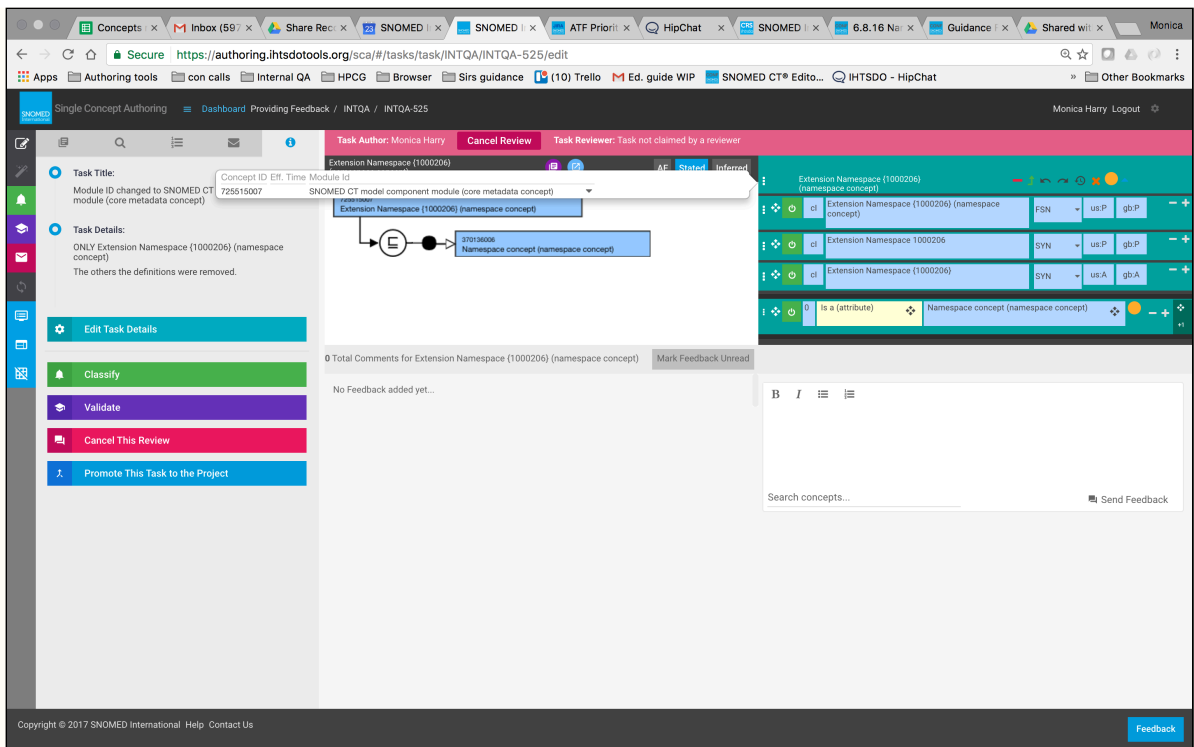 Concepts
Inbox (597
Share Rec
23 SNOMED I
SNOMED I
ATF Priorit
HipChat
SNOMED I
6.8.16 Nar
Guidance
Shared wit
Monica
Secure https://authoring.ihtsdotools.org/sca/#/tasks/task/INTQA/INTQA-525/edit
Apps Authoring tools con calls Internal QA HPCG Browser Sirs guidance (10) Trello Ed. guide WIP SNOMED CT® Edito... IHTSDO - HipChat » Other Bookmarks
Single Concept Authoring Dashboard Providing Feedback / INTQA / INTQA-525 Monica Harry Logout
Task Author: Monica Harry Cancel Review Task Reviewer: Task not claimed by a reviewer
Task Title:
Module ID changed to SNOMED CT
model (core metadata concept)
Task Details:
ONLY Extension Namespace {1000206} (namespace
concept)
The others the definitions were removed.
Edit Task Details
Classify
Validate
Cancel This Review
Promote This Task to the Project
Extension Namespace {1000206}
AF Stated Inferred
Concept ID Eff. Time Module Id
725515007 SNOMED CT model component module (core metadata concept)
725515007
Extension Namespace {1000206} (namespace concept)
370136006
Namespace concept (namespace concept)
Extension Namespace {1000206}
(namespace concept)
cI Extension Namespace {1000206} (namespace
concept) FSN us:P gb:P
cI Extension Namespace 1000206 SYN us:P gb:P
cI Extension Namespace {1000206} SYN us:A gb:A
0 Is a (attribute) Namespace concept (namespace concept)
+1
0 Total Comments for Extension Namespace {1000206} (namespace concept) Mark Feedback Unread
No Feedback added yet...
B I
Search concepts...
Send Feedback
Copyright © 2017 SNOMED International Help Contact Us
Feedback